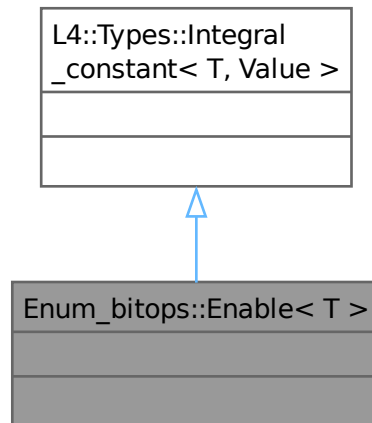 L4::Types::Integral
_constant< T, Value >
Enum_bitops::Enable< T >